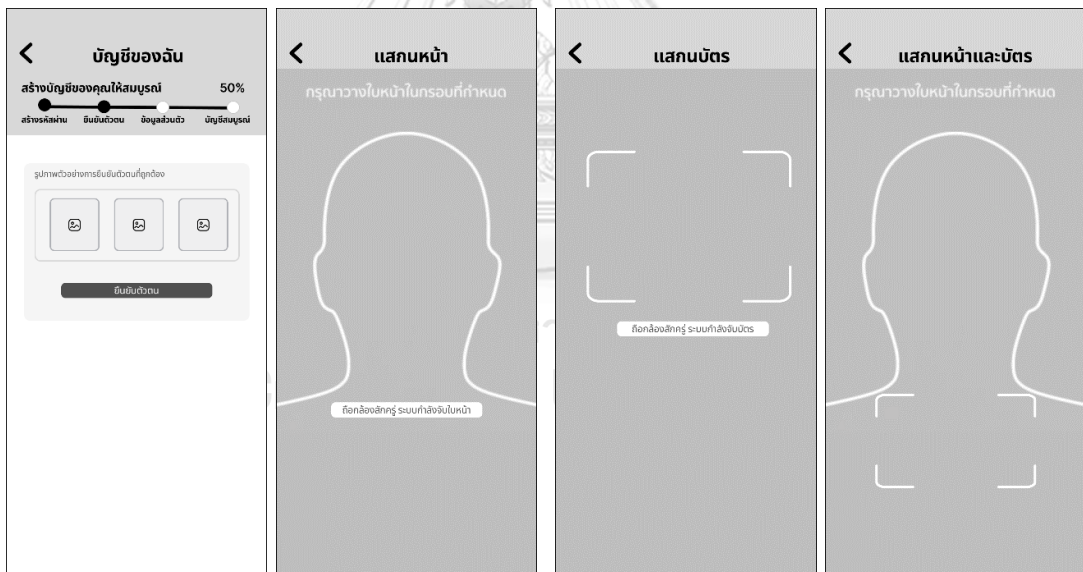 บัญชีของฉัน
สร้างบัญชีของคุณให้สมบูรณ์ 50%
สร้างรหัสผ่าน ยืนยันตัวตน ข้อมูลส่วนตัว บัญชีสมบูรณ์
รูปภาพตัวอย่างการยืนยันตัวตนที่ถูกต้อง
ยืนยันตัวตน
แสกนหน้า
กรุณาวางใบหน้าในกรอบที่กำหนด
ถือกล้องสักครู่ ระบบกำลังจับใบหน้า
แสกนบัตร
ถือกล้องสักครู่ ระบบกำลังจับบัตร
แสกนหน้าและบัตร
กรุณาวางใบหน้าในกรอบที่กำหนด